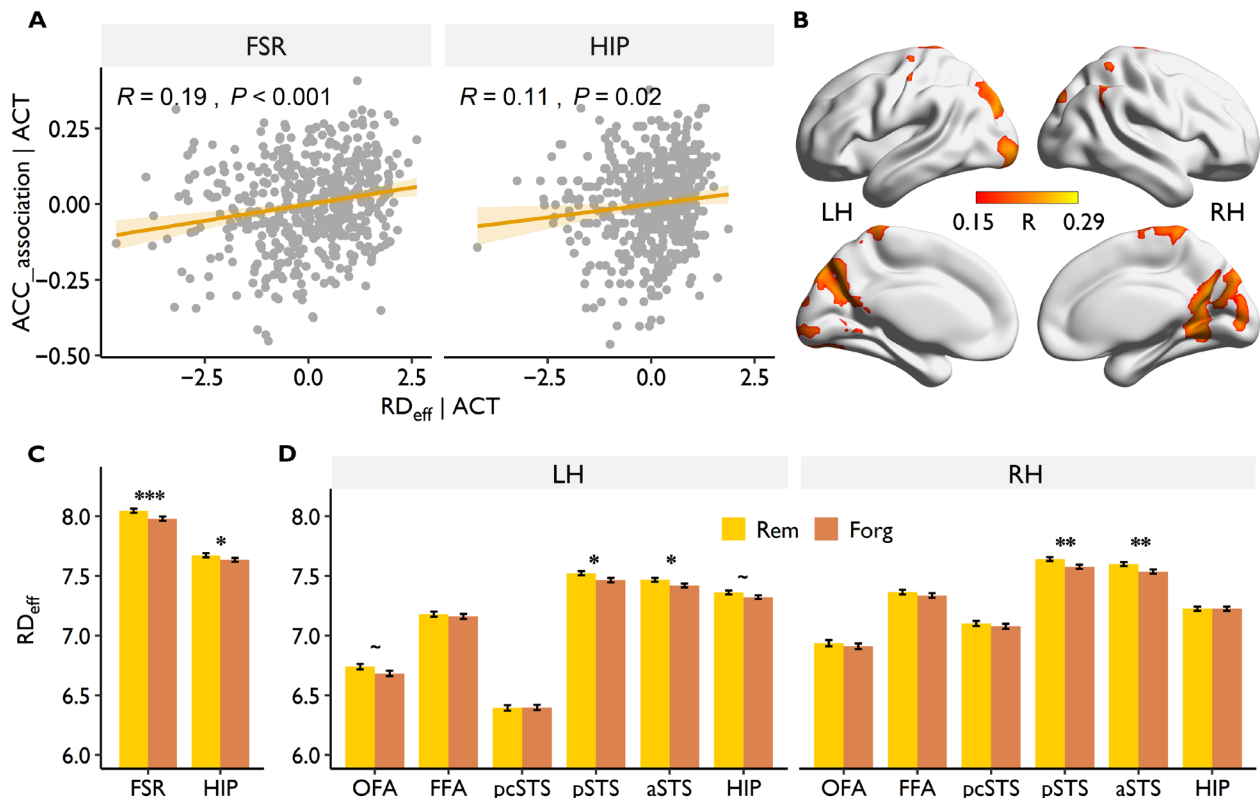 A
FSR
HIP
R = 0.19 , P < 0.001
R = 0.11 , P = 0.02
ACC_association | ACT
0.25
0.00
−0.25
−0.50
−2.5 0.0 2.5
−2.5 0.0 2.5
RDeff | ACT
B
LH
RH
0.15 R 0.29
C
***
*
RDeff
8.0
7.5
7.0
6.5
6.0
FSR HIP
D
LH
RH
Rem Forg
8.0
7.5
7.0
6.5
6.0
~ * * ~
** **
OFA FFA pcSTS pSTS aSTS HIP
OFA FFA pcSTS pSTS aSTS HIP